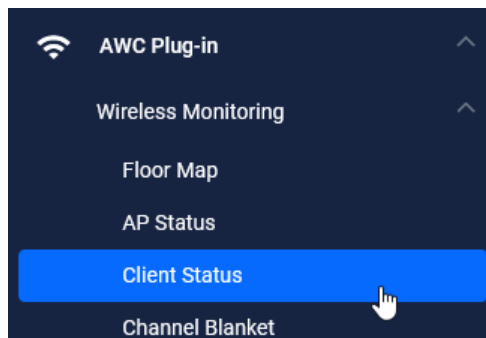 AWC Plug-in
Wireless Monitoring
Floor Map
AP Status
Client Status
Channel Blanket